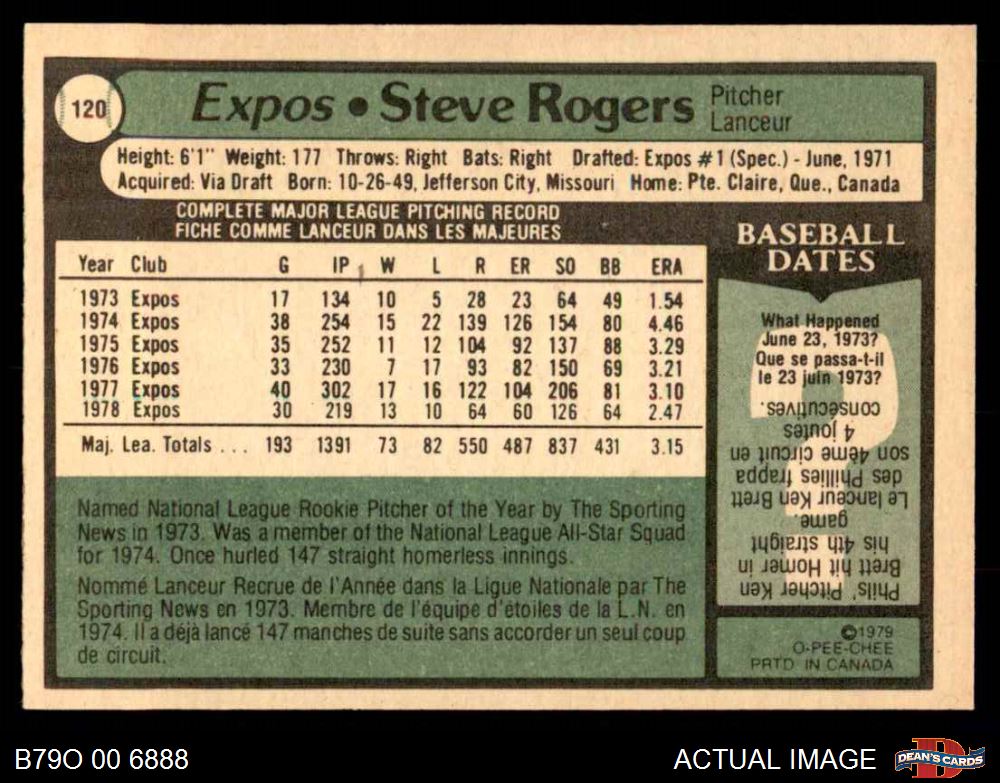 120
Expos • Steve Rogers
Pitcher
Lanceur
Height: 6'1" Weight: 177 Throws: Right Bats: Right Drafted: Expos #1 (Spec.) - June, 1971
Acquired: Via Draft Born: 10-26-49, Jefferson City, Missouri Home: Pte. Claire, Que., Canada
COMPLETE MAJOR LEAGUE PITCHING RECORD
FICHE COMME LANCEUR DANS LES MAJEURES
Year Club G IP W L R ER SO BB ERA
1973 Expos 17 134 10 5 28 23 64 49 1.54
1974 Expos 38 254 15 22 139 126 154 80 4.46
1975 Expos 35 252 11 12 104 92 137 88 3.29
1976 Expos 33 230 7 17 93 82 150 69 3.21
1977 Expos 40 302 17 16 122 104 206 81 3.10
1978 Expos 30 219 13 10 64 60 126 64 2.47
Maj. Lea. Totals ... 193 1391 73 82 550 487 837 431 3.15
Named National League Rookie Pitcher of the Year by The Sporting
News in 1973. Was a member of the National League All-Star Squad
for 1974. Once hurled 147 straight homerless innings.
Nommé Lanceur Recrue de l'Année dans la Ligue Nationale par The
Sporting News en 1973. Membre de l'équipe d'étoiles de la L.N. en
1974. Il a déjà lancé 147 manches de suite sans accorder un seul coup
de circuit.
BASEBALL
DATES
What Happened
June 23, 1973?
Que se passa-t-il
le 23 juin 1973?
Phils' Pitcher Ken
Brett hit Homer in
his 4th straight
game.
Le lanceur Ken Brett
des Phillies frappa
son 4ème circuit en
4 joutes
consécutives.
©1979
O-PEE-CHEE
PRTD IN CANADA
B79O 00 6888
ACTUAL IMAGE
D
DEAN'S CARDS